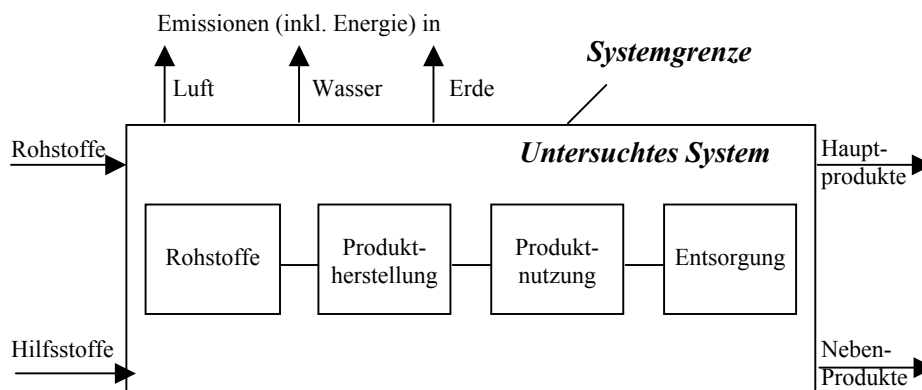 Emissionen (inkl. Energie) in
Systemgrenze
Luft
Wasser
Erde
Rohstoffe
Untersuchtes System
Haupt-
produkte
Rohstoffe
Produkt-
herstellung
Produkt-
nutzung
Entsorgung
Hilfsstoffe
Neben-
Produkte